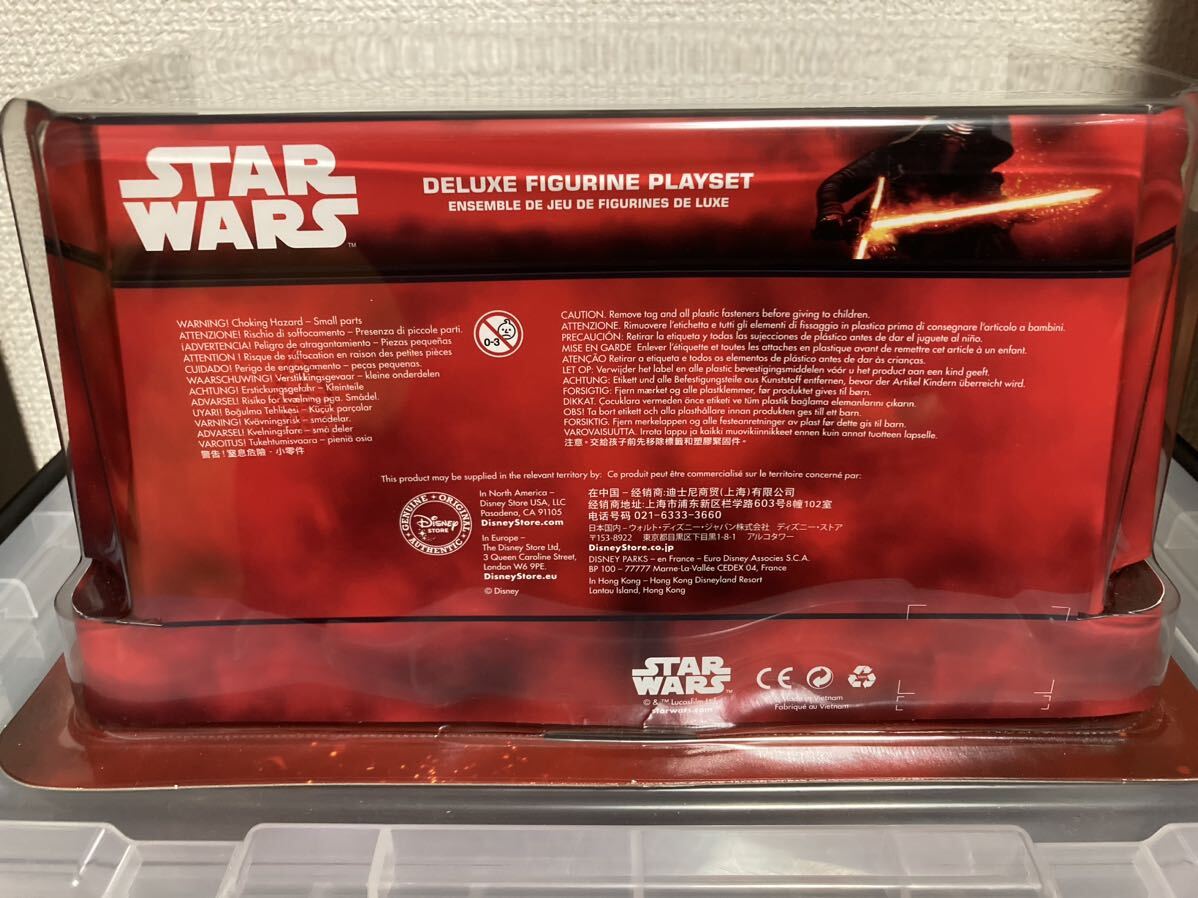 STAR
WARS
™
DELUXE FIGURINE PLAYSET
ENSEMBLE DE JEU DE FIGURINES DE LUXE
WARNING! Choking Hazard – Small parts
ATTENZIONE! Rischio di soffocamento – Presenza di piccole parti.
¡ADVERTENCIA! Peligro de atragantamiento – Piezas pequeñas
ATTENTION ! Risque de suffocation en raison des petites pièces
CUIDADO! Perigo de engasgamento – peças pequenas.
WAARSCHUWING! Verstikkingsgevaar – kleine onderdelen
ACHTUNG! Erstickungsgefahr – Kleinteile
ADVARSEL! Risiko for kvælning pga. Smådel.
UYARI! Boğulma Tehlikesi – Küçük parçalar
VARNING! Kvävningsrisk – smådelar.
ADVARSEL! Kvelningsfare – små deler
VAROITUS! Tukehtumisvaara – pieniä osia
警告!窒息危險 - 小零件
0-3
CAUTION. Remove tag and all plastic fasteners before giving to children.
ATTENZIONE. Rimuovere l'etichetta e tutti gli elementi di fissaggio in plastica prima di consegnare l'articolo a bambini.
PRECAUCIÓN: Retirar la etiqueta y todas las sujecciones de plástico antes de dar el juguete al niño.
MISE EN GARDE Enlever l'étiquette et toutes les attaches en plastique avant de remettre cet article à un enfant.
ATENÇÃO Retirar a etiqueta e todos os elementos de plástico antes de dar às crianças.
LET OP: Verwijder het label en alle plastic bevestigingsmiddelen vóór u het product aan een kind geeft.
ACHTUNG: Etikett und alle Befestigungsteile aus Kunststoff entfernen, bevor der Artikel Kindern überreicht wird.
FORSIGTIG: Fjern mærket og alle plastklemmer, før produktet gives til børn.
DIKKAT. Çocuklara vermeden önce etiketi ve tüm plastik bağlama elemanlarını çıkarın.
OBS! Ta bort etikett och alla plasthållare innan produkten ges till ett barn.
FORSIKTIG. Fjern merkelappen og alle festeanretninger av plast før dette gis til barn.
VAROVAISUUTTA. Irrota lappu ja kaikki muovikiinnikkeet ennen kuin annat tuotteen lapselle.
注意。交給孩子前先移除標籤和塑膠緊固件。
This product may be supplied in the relevant territory by: Ce produit peut être commercialisé sur le territoire concerné par:
GENUINE • ORIGINAL
Disney
STORE
AUTHENTIC
In North America –
Disney Store USA, LLC
Pasadena, CA 91105
DisneyStore.com
In Europe –
The Disney Store Ltd,
3 Queen Caroline Street,
London W6 9PE.
DisneyStore.eu
© Disney
在中国 – 经销商:迪士尼商贸(上海)有限公司
经销商地址:上海市浦东新区栏学路603号8幢102室
电话号码 021-6333-3660
日本国内 – ウォルト・ディズニー・ジャパン株式会社 ディズニー・ストア
〒153-8922 東京都目黒区下目黒1-8-1 アルコタワー
DisneyStore.co.jp
DISNEY PARKS – en France – Euro Disney Associes S.C.A.
BP 100 – 77777 Marne-La-Vallée CEDEX 04, France
In Hong Kong – Hong Kong Disneyland Resort
Lantau Island, Hong Kong
STAR
WARS
™
© & ™ Lucasfilm Ltd.
starwars.com
CE
Made in Vietnam
Fabriqué au Vietnam